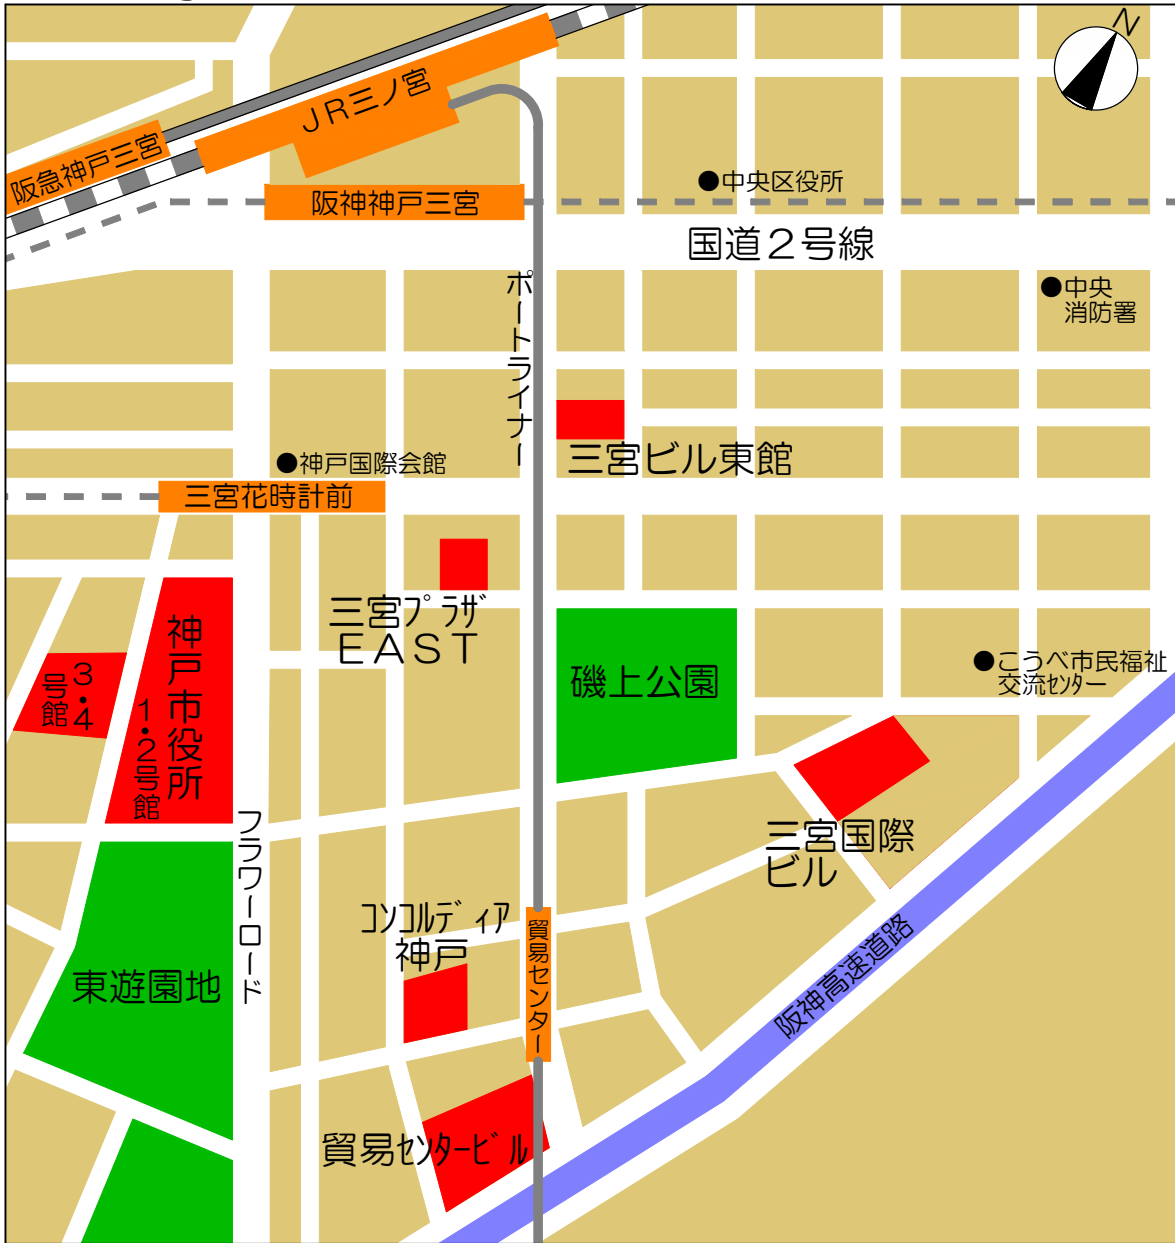 N
JR三ノ宮
阪急神戸三宮
阪神神戸三宮
●中央区役所
国道2号線
ポートライナー
●中央
消防署
三宮ビル東館
●神戸国際会館
三宮花時計前
三宮プラザ
EAST
神戸市役所
1・2号館
3・4
号館
磯上公園
●こうべ市民福祉
交流センター
三宮国際
ビル
フラワーロード
コンコルディア
神戸
貿易センター
東遊園地
阪神高速道路
貿易センタービル